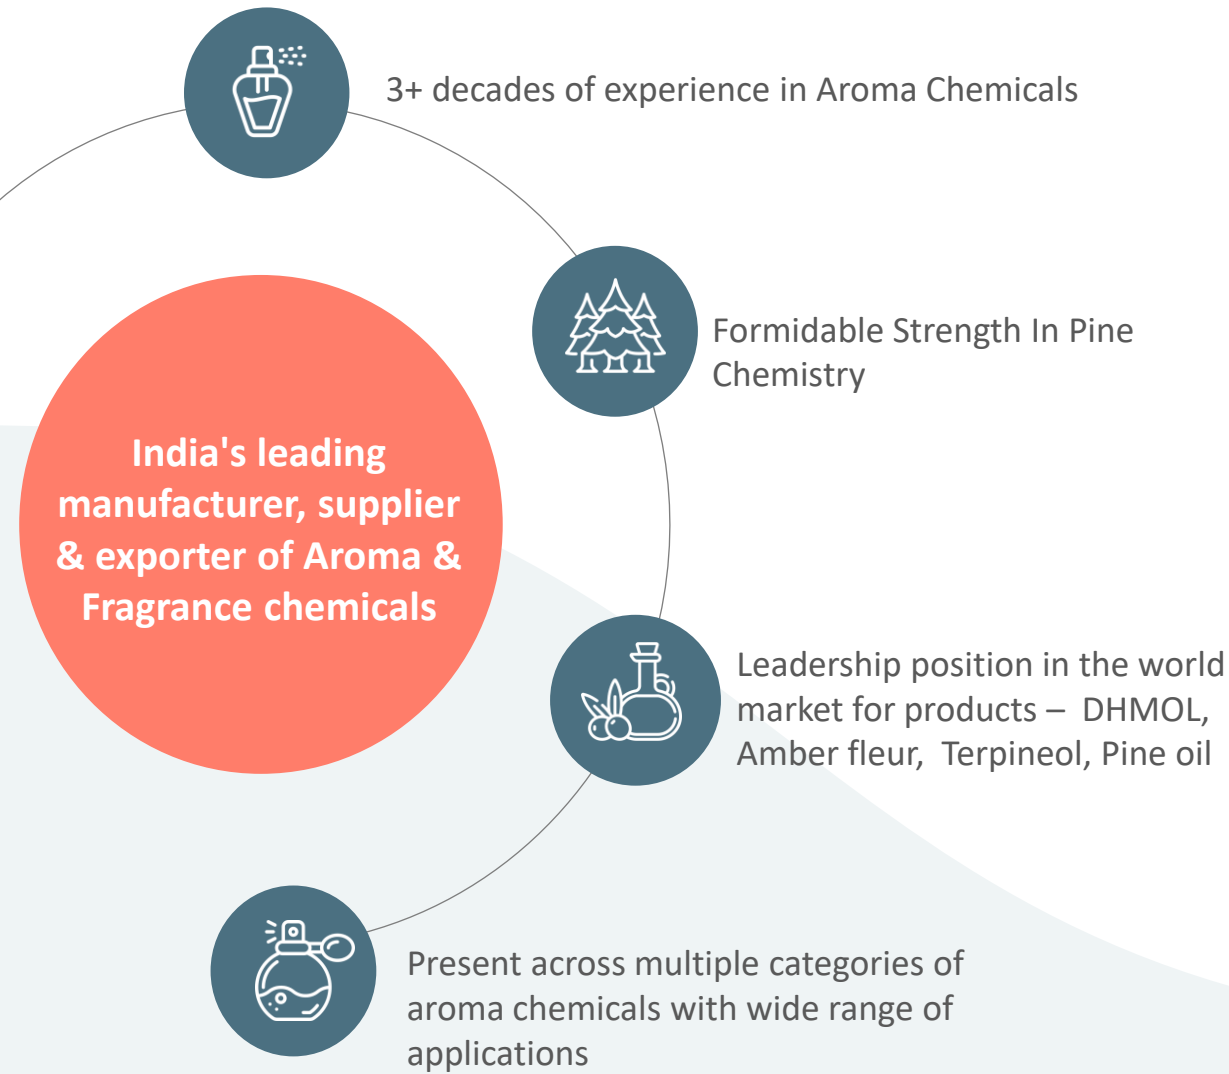 3+ decades of experience in Aroma Chemicals
Formidable Strength In Pine
Chemistry
India's leading
manufacturer, supplier
& exporter of Aroma &
Fragrance chemicals
Leadership position in the world
market for products – DHMOL,
Amber fleur, Terpineol, Pine oil
Present across multiple categories of
aroma chemicals with wide range of
applications